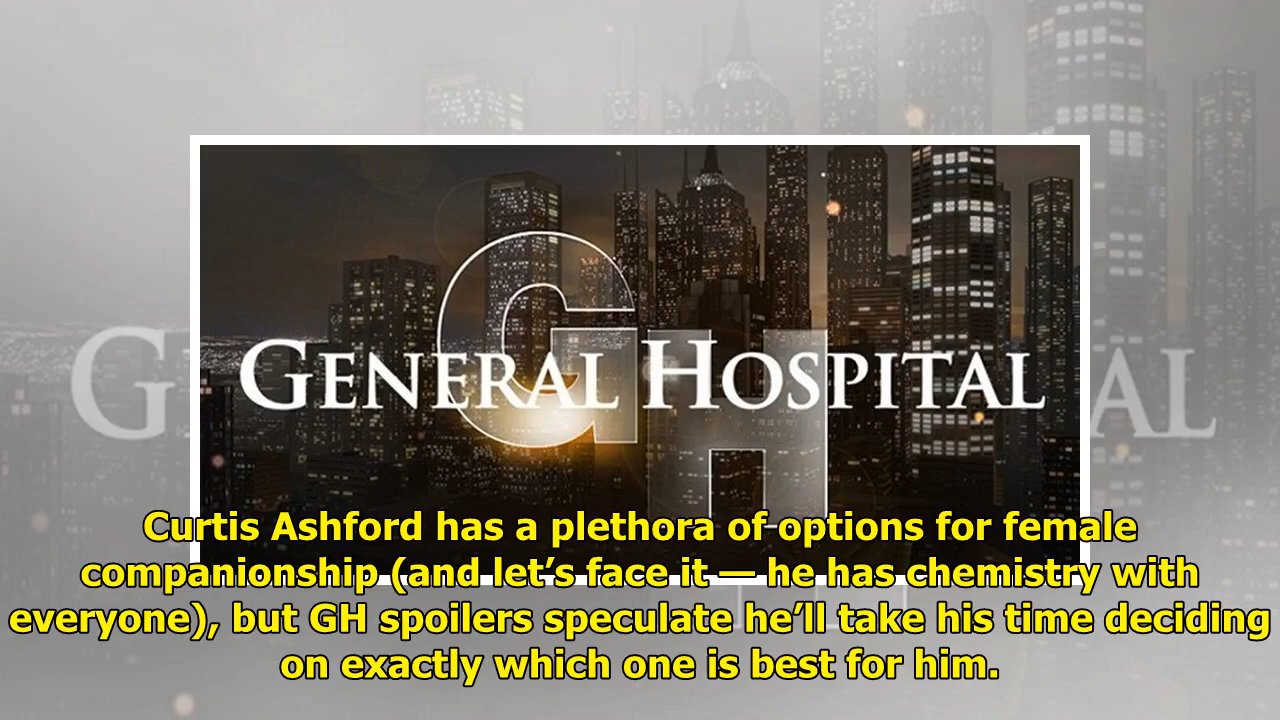 G
AL
GH
GENERAL HOSPITAL
Curtis Ashford has a plethora of options for female
companionship (and let’s face it — he has chemistry with
everyone), but GH spoilers speculate he’ll take his time deciding
on exactly which one is best for him.